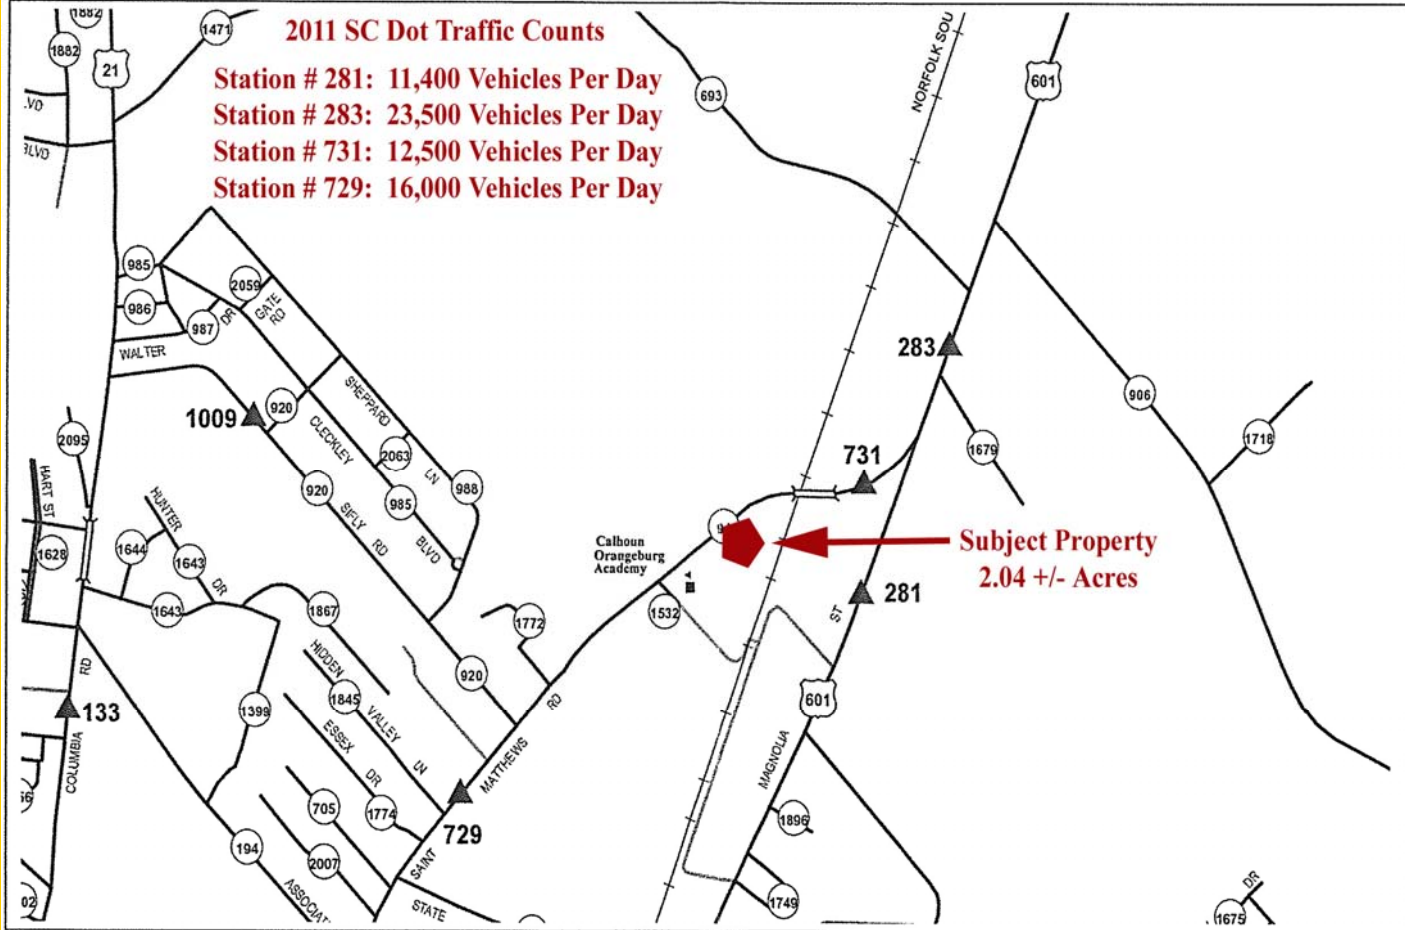 2011 SC Dot Traffic Counts
Station # 281: 11,400 Vehicles Per Day
Station # 283: 23,500 Vehicles Per Day
Station # 731: 12,500 Vehicles Per Day
Station # 729: 16,000 Vehicles Per Day
1882
1882
21
1471
693
NORFOLK SOU
601
BLVD
985
986
987
DR
2059
GATE
RD
WALTER
283
906
1009
920
SHEPPARD
LN
CLECKLEY
BLVD
2063
2095
1679
1718
731
HART ST
920
SIFLY
RD
985
988
HUNTER
DR
1628
1644
1643
1643
Calhoun
Orangeburg
Academy
Subject Property
2.04 +/- Acres
281
ST
1532
1867
1772
HIDDEN
VALLEY
LN
920
RD
601
133
COLUMBIA
RD
1399
1845
ESSEX
DR
MATTHEWS
MAGNOLIA
705
1774
729
1896
194
2007
SAINT
ASSOCIAT
STATE
1749
DR
1675